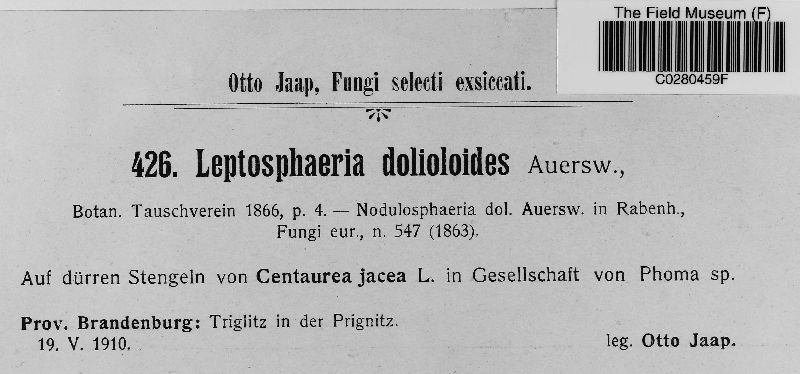 The Field Museum (F)
C0280459F
Otto Jaap, Fungi selecti exsiccati.
426. Leptosphaeria dolioloides Auersw.,
Botan. Tauschverein 1866, p. 4. — Nodulosphaeria dol. Auersw. in Rabenh.,
Fungi eur., n. 547 (1863).
Auf dürren Stengeln von Centaurea jacea L. in Gesellschaft von Phoma sp.
Prov. Brandenburg: Triglitz in der Prignitz.
19. V. 1910.
leg. Otto Jaap.